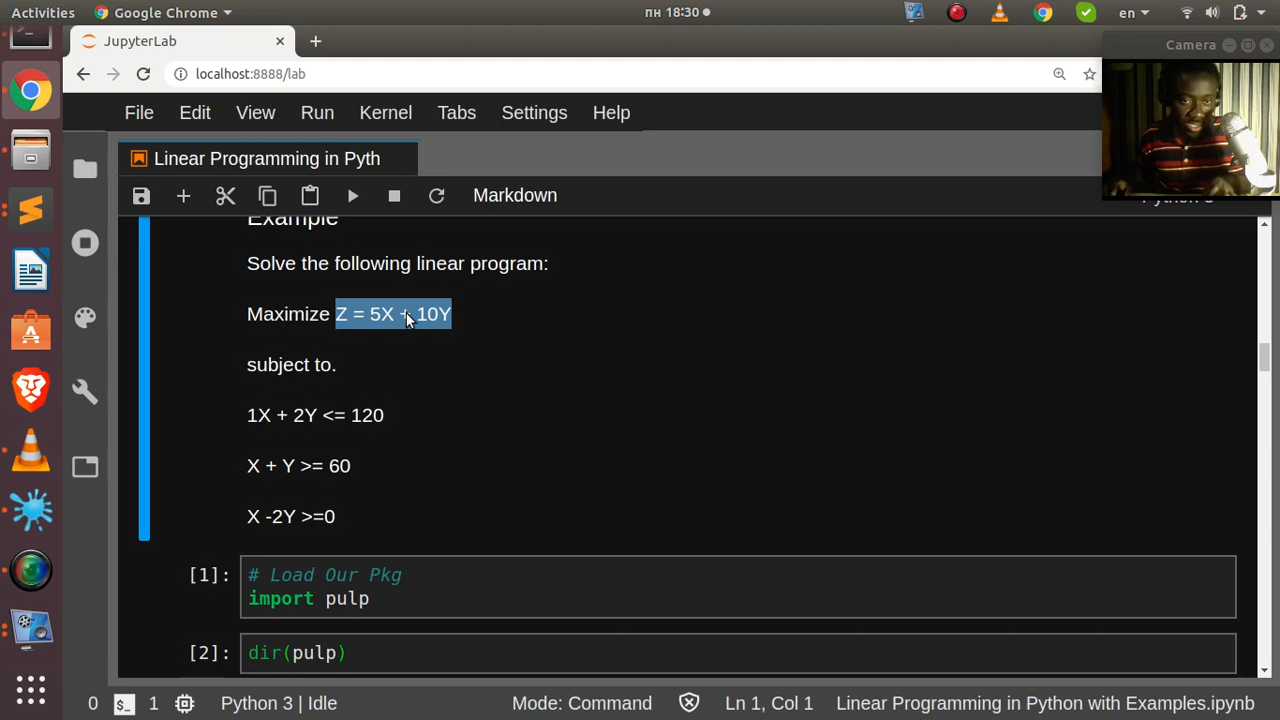 Activities Google Chrome пн 18:30 en
JupyterLab
Camera
localhost:8888/lab
File Edit View Run Kernel Tabs Settings Help
Linear Programming in Pyth
Markdown
Example
Solve the following linear program:
Maximize Z = 5X + 10Y
subject to.
1X + 2Y <= 120
X + Y >= 60
X -2Y >=0
[1]: # Load Our Pkg
import pulp
[2]: dir(pulp)
0 $_ 1 Python 3 | Idle Mode: Command Ln 1, Col 1 Linear Programming in Python with Examples.ipynb